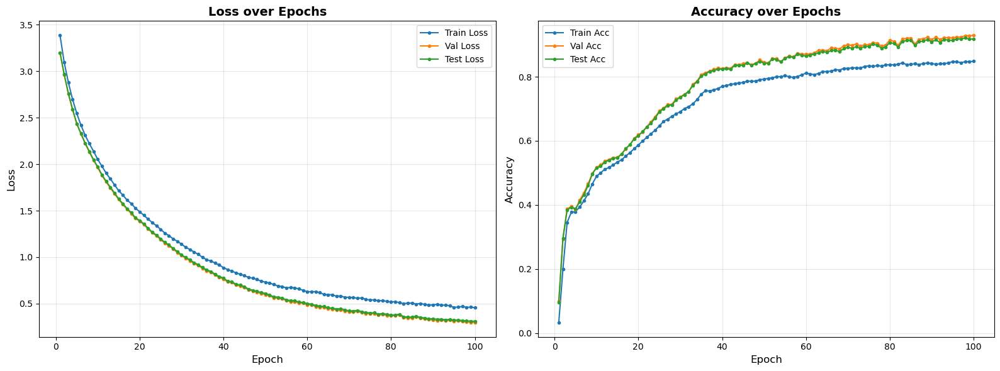 Loss over Epochs
3.5
3.0
2.5
2.0
1.5
1.0
0.5
Loss
0 20 40 60 80 100
Epoch
Train Loss
Val Loss
Test Loss
Accuracy over Epochs
0.8
0.6
0.4
0.2
0.0
Accuracy
0 20 40 60 80 100
Epoch
Train Acc
Val Acc
Test Acc